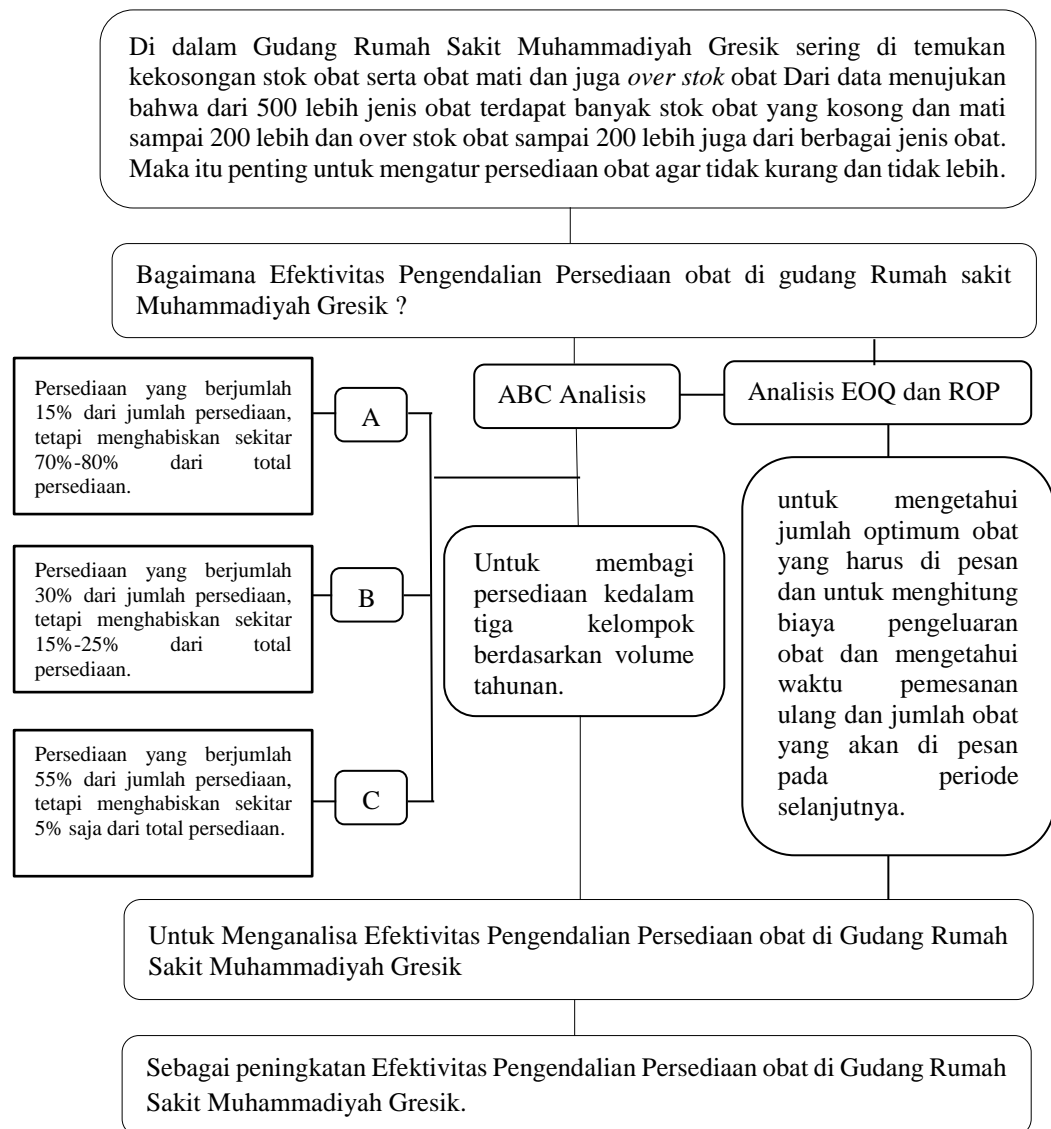 Di dalam Gudang Rumah Sakit Muhammadiyah Gresik sering di temukan
kekosongan stok obat serta obat mati dan juga over stok obat Dari data menujukan
bahwa dari 500 lebih jenis obat terdapat banyak stok obat yang kosong dan mati
sampai 200 lebih dan over stok obat sampai 200 lebih juga dari berbagai jenis obat.
Maka itu penting untuk mengatur persediaan obat agar tidak kurang dan tidak lebih.
Bagaimana Efektivitas Pengendalian Persediaan obat di gudang Rumah sakit
Muhammadiyah Gresik ?
ABC Analisis
Analisis EOQ dan ROP
Persediaan yang berjumlah
15% dari jumlah persediaan,
tetapi menghabiskan sekitar
70%-80% dari total
persediaan.
A
Persediaan yang berjumlah
30% dari jumlah persediaan,
tetapi menghabiskan sekitar
15%-25% dari total
persediaan.
B
Persediaan yang berjumlah
55% dari jumlah persediaan,
tetapi menghabiskan sekitar
5% saja dari total persediaan.
C
Untuk membagi
persediaan kedalam
tiga kelompok
berdasarkan volume
tahunan.
untuk mengetahui
jumlah optimum obat
yang harus di pesan
dan untuk menghitung
biaya pengeluaran
obat dan mengetahui
waktu pemesanan
ulang dan jumlah obat
yang akan di pesan
pada periode
selanjutnya.
Untuk Menganalisa Efektivitas Pengendalian Persediaan obat di Gudang Rumah
Sakit Muhammadiyah Gresik
Sebagai peningkatan Efektivitas Pengendalian Persediaan obat di Gudang Rumah
Sakit Muhammadiyah Gresik.